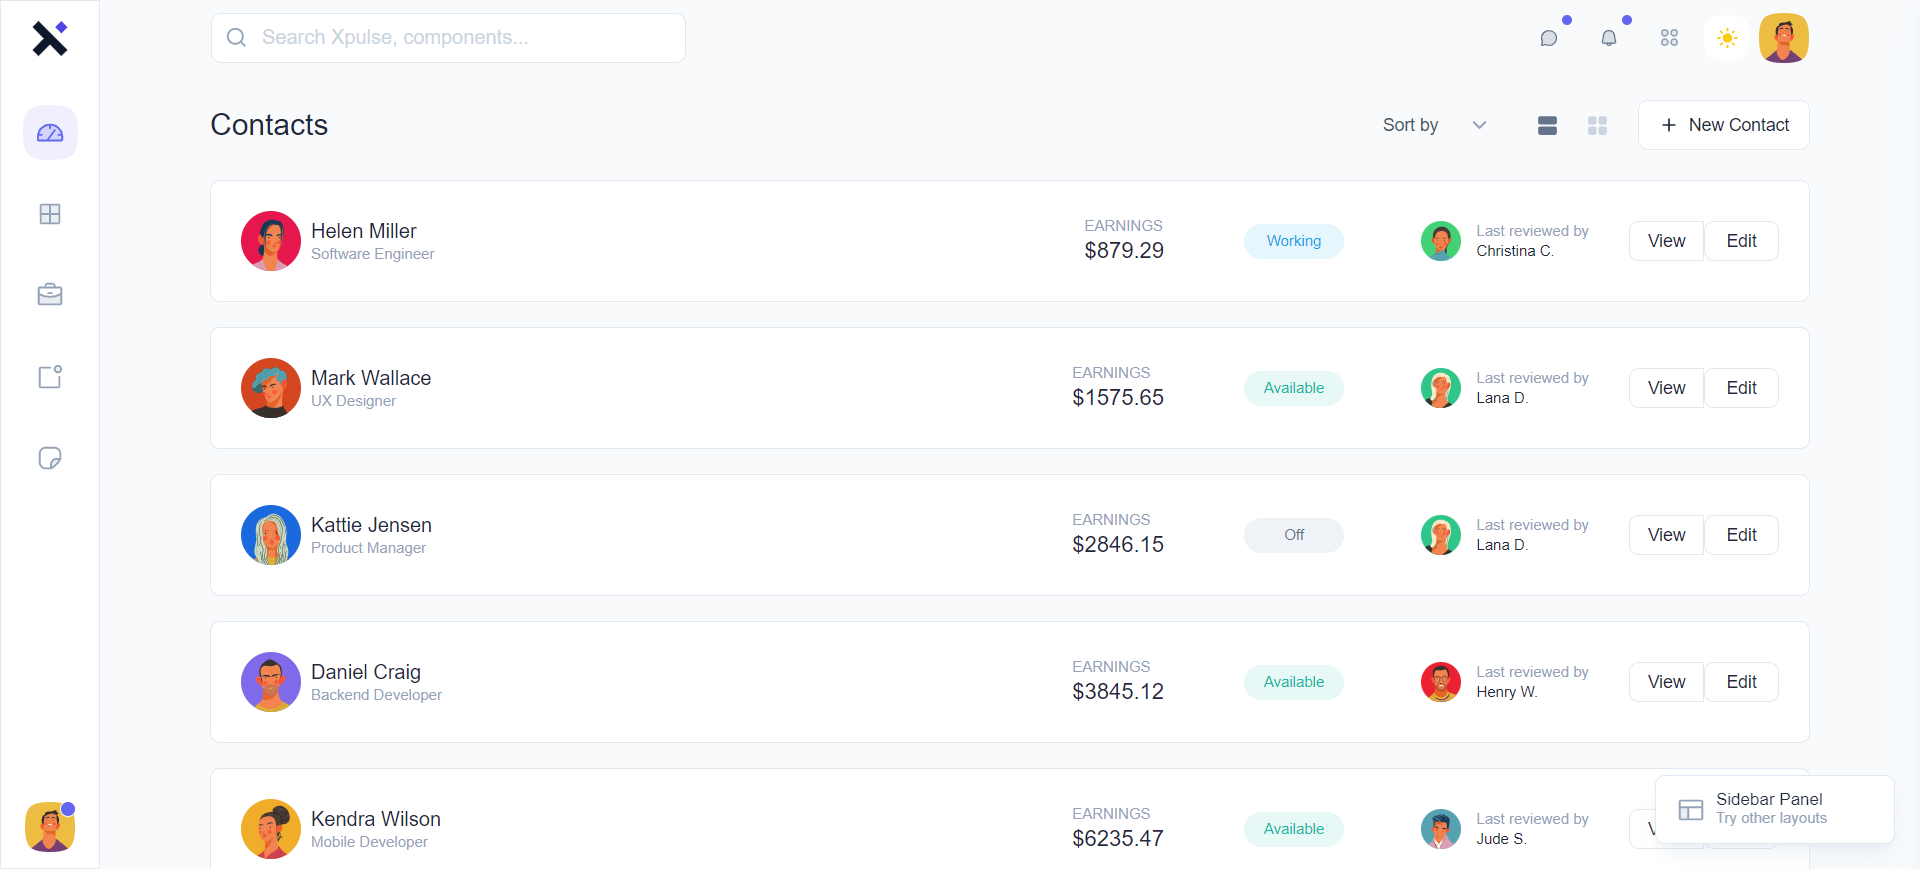 Search Xpulse, components...
Contacts
Sort by
New Contact
Helen Miller
Software Engineer
EARNINGS
$879.29
Working
Last reviewed by
Christina C.
View
Edit
Mark Wallace
UX Designer
EARNINGS
$1575.65
Available
Last reviewed by
Lana D.
View
Edit
Kattie Jensen
Product Manager
EARNINGS
$2846.15
Off
Last reviewed by
Lana D.
View
Edit
Daniel Craig
Backend Developer
EARNINGS
$3845.12
Available
Last reviewed by
Henry W.
View
Edit
Kendra Wilson
Mobile Developer
EARNINGS
$6235.47
Available
Last reviewed by
Jude S.
Sidebar Panel
Try other layouts